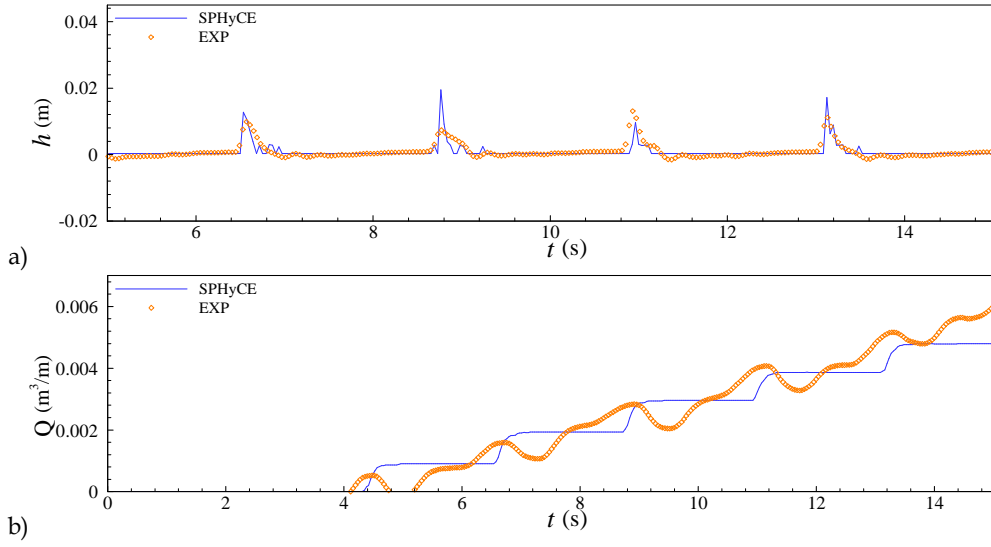 SPHyCE
EXP
0.04
0.02
0
-0.02
h (m)
6 8 10 12 14
t (s)
a)
SPHyCE
EXP
0.006
0.004
0.002
0
Q (m³/m)
0 2 4 6 8 10 12 14
t (s)
b)